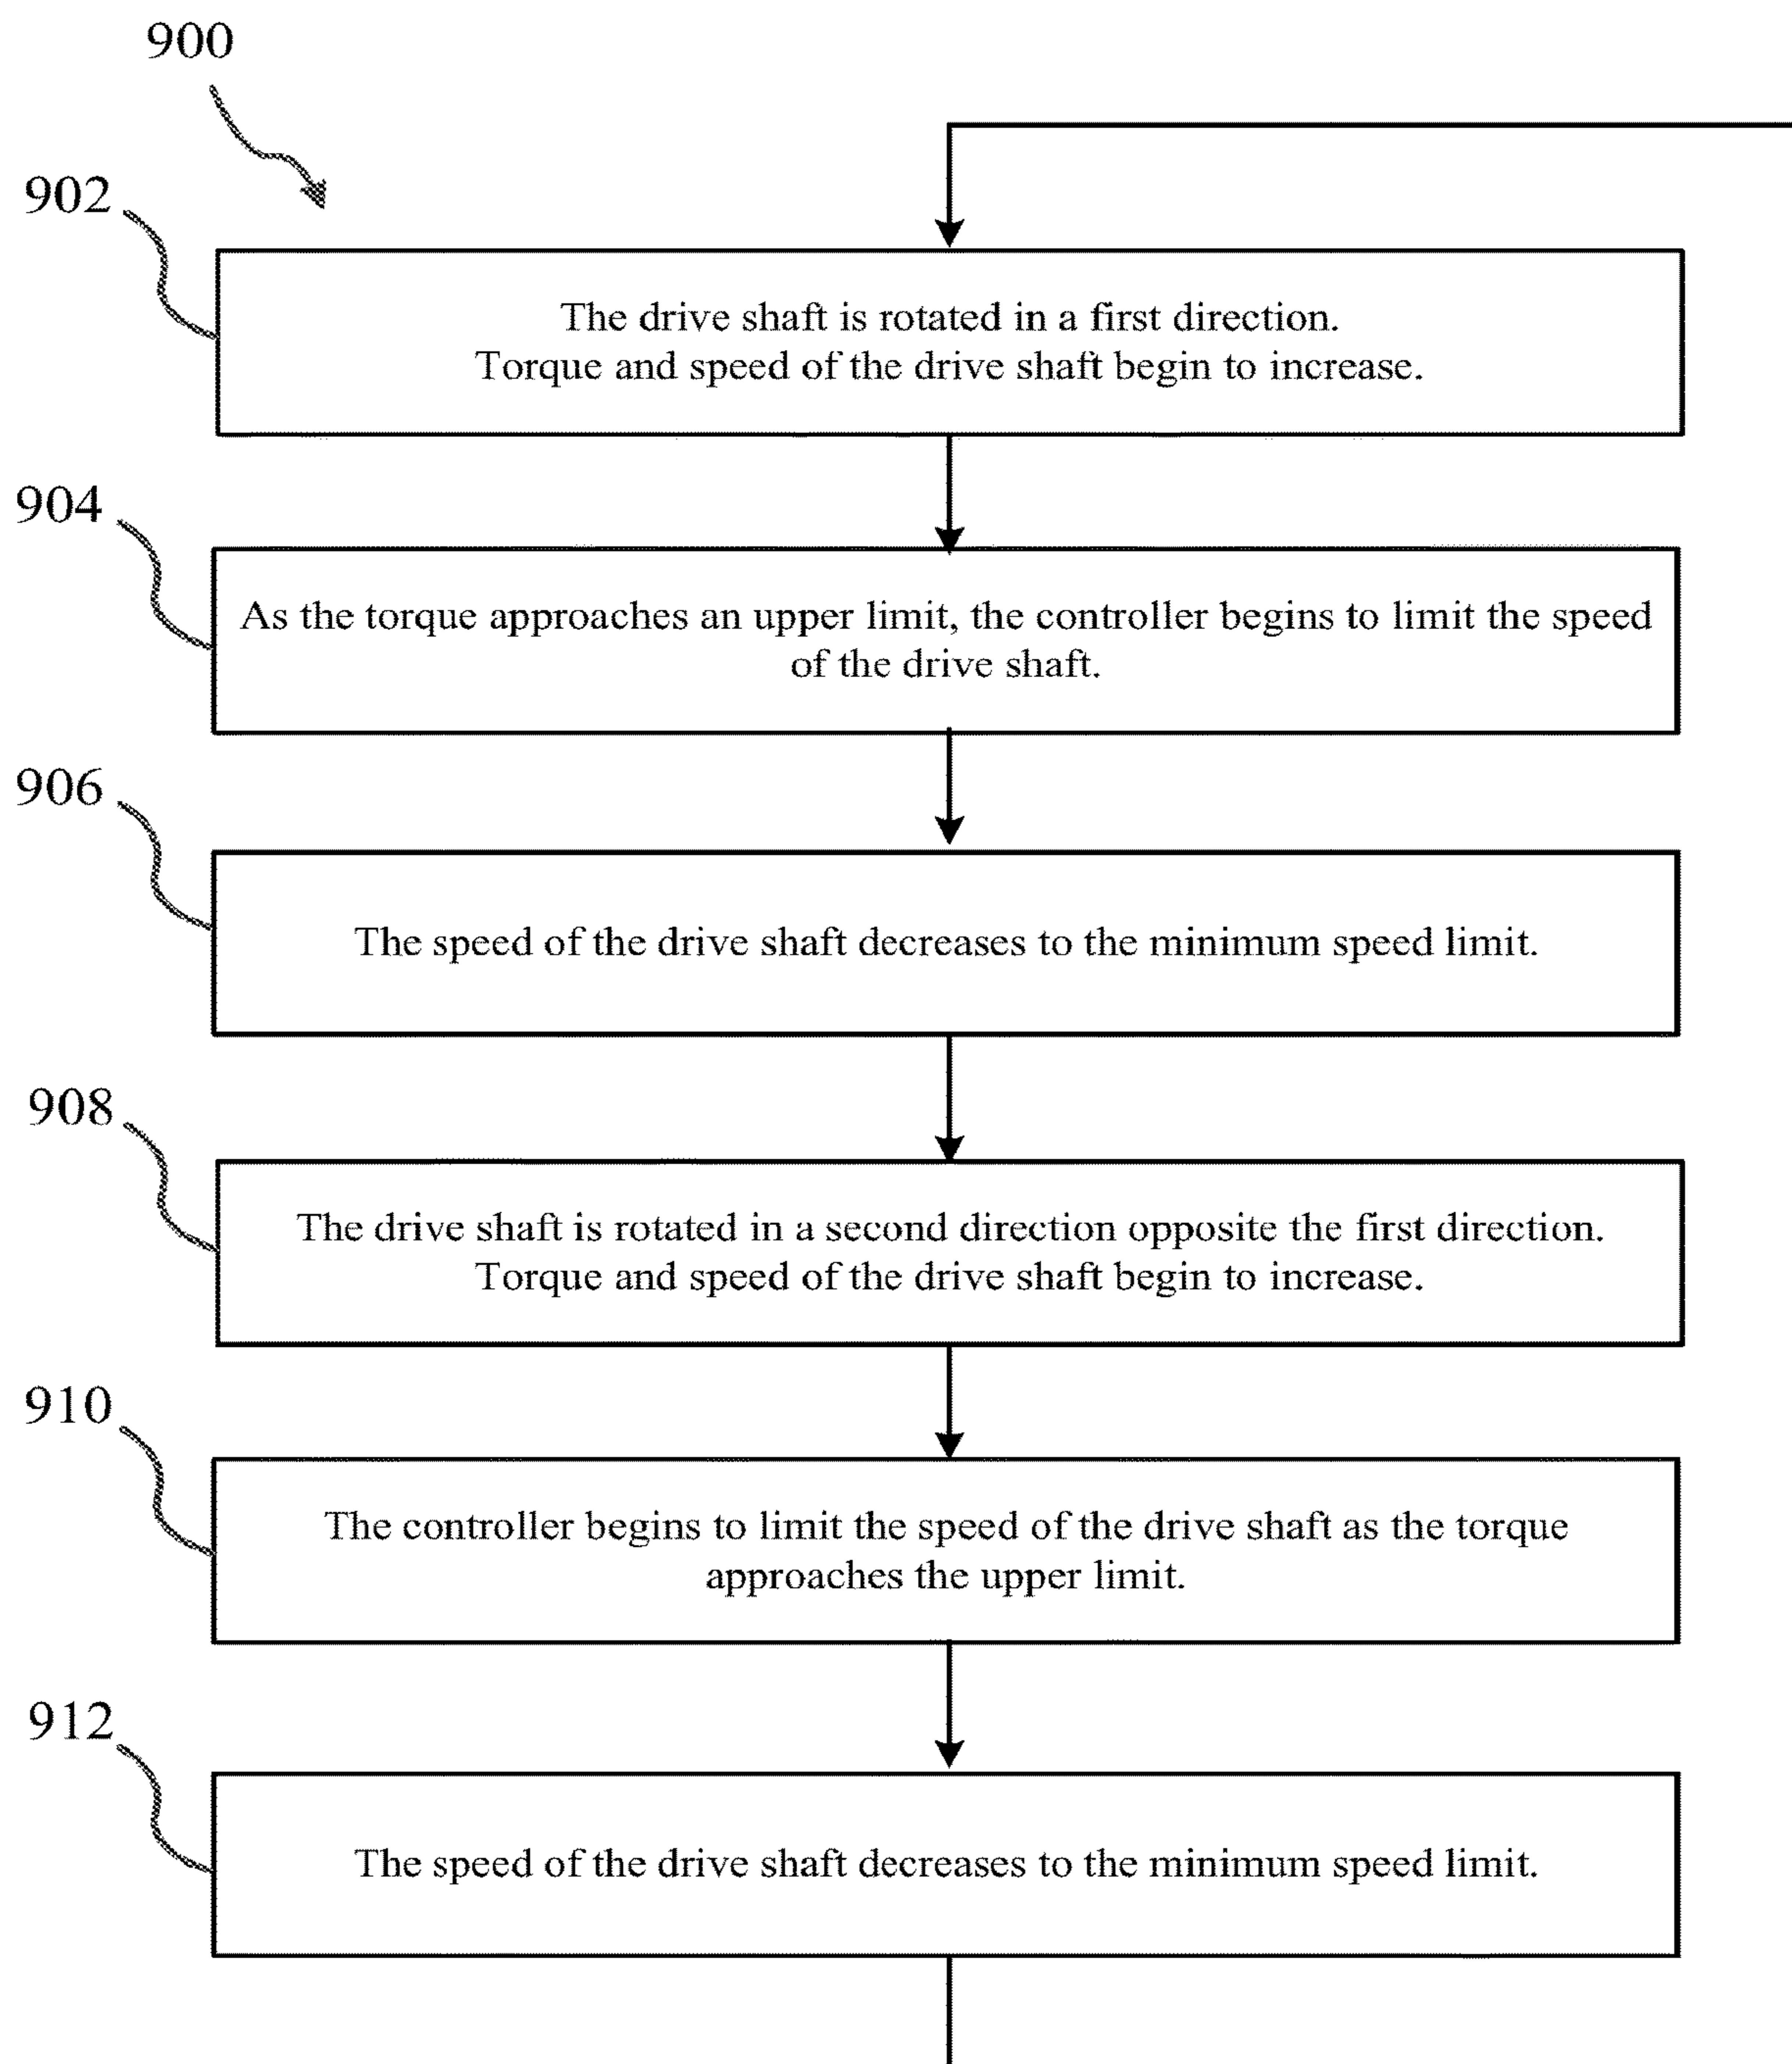 900
902
The drive shaft is rotated in a first direction.
Torque and speed of the drive shaft begin to increase.
904
As the torque approaches an upper limit, the controller begins to limit the speed
of the drive shaft.
906
The speed of the drive shaft decreases to the minimum speed limit.
908
The drive shaft is rotated in a second direction opposite the first direction.
Torque and speed of the drive shaft begin to increase.
910
The controller begins to limit the speed of the drive shaft as the torque
approaches the upper limit.
912
The speed of the drive shaft decreases to the minimum speed limit.